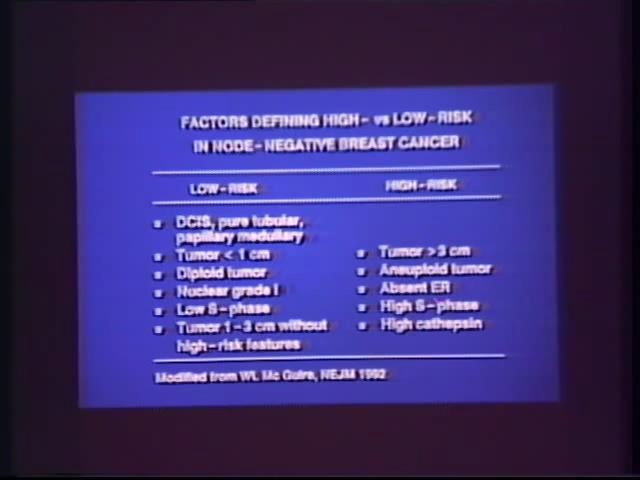 FACTORS DEFINING HIGH- vs LOW-RISK
IN NODE-NEGATIVE BREAST CANCER
LOW-RISK
HIGH-RISK
DCIS, pure tubular,
papillary medullary
Tumor < 1 cm
Diploid tumor
Nuclear grade I
Low S-phase
Tumor 1-3 cm without
high-risk features
Tumor >3 cm
Aneuploid tumor
Absent ER
High S-phase
High cathepsin
Modified from WL Mc Guire, NEJM 1992